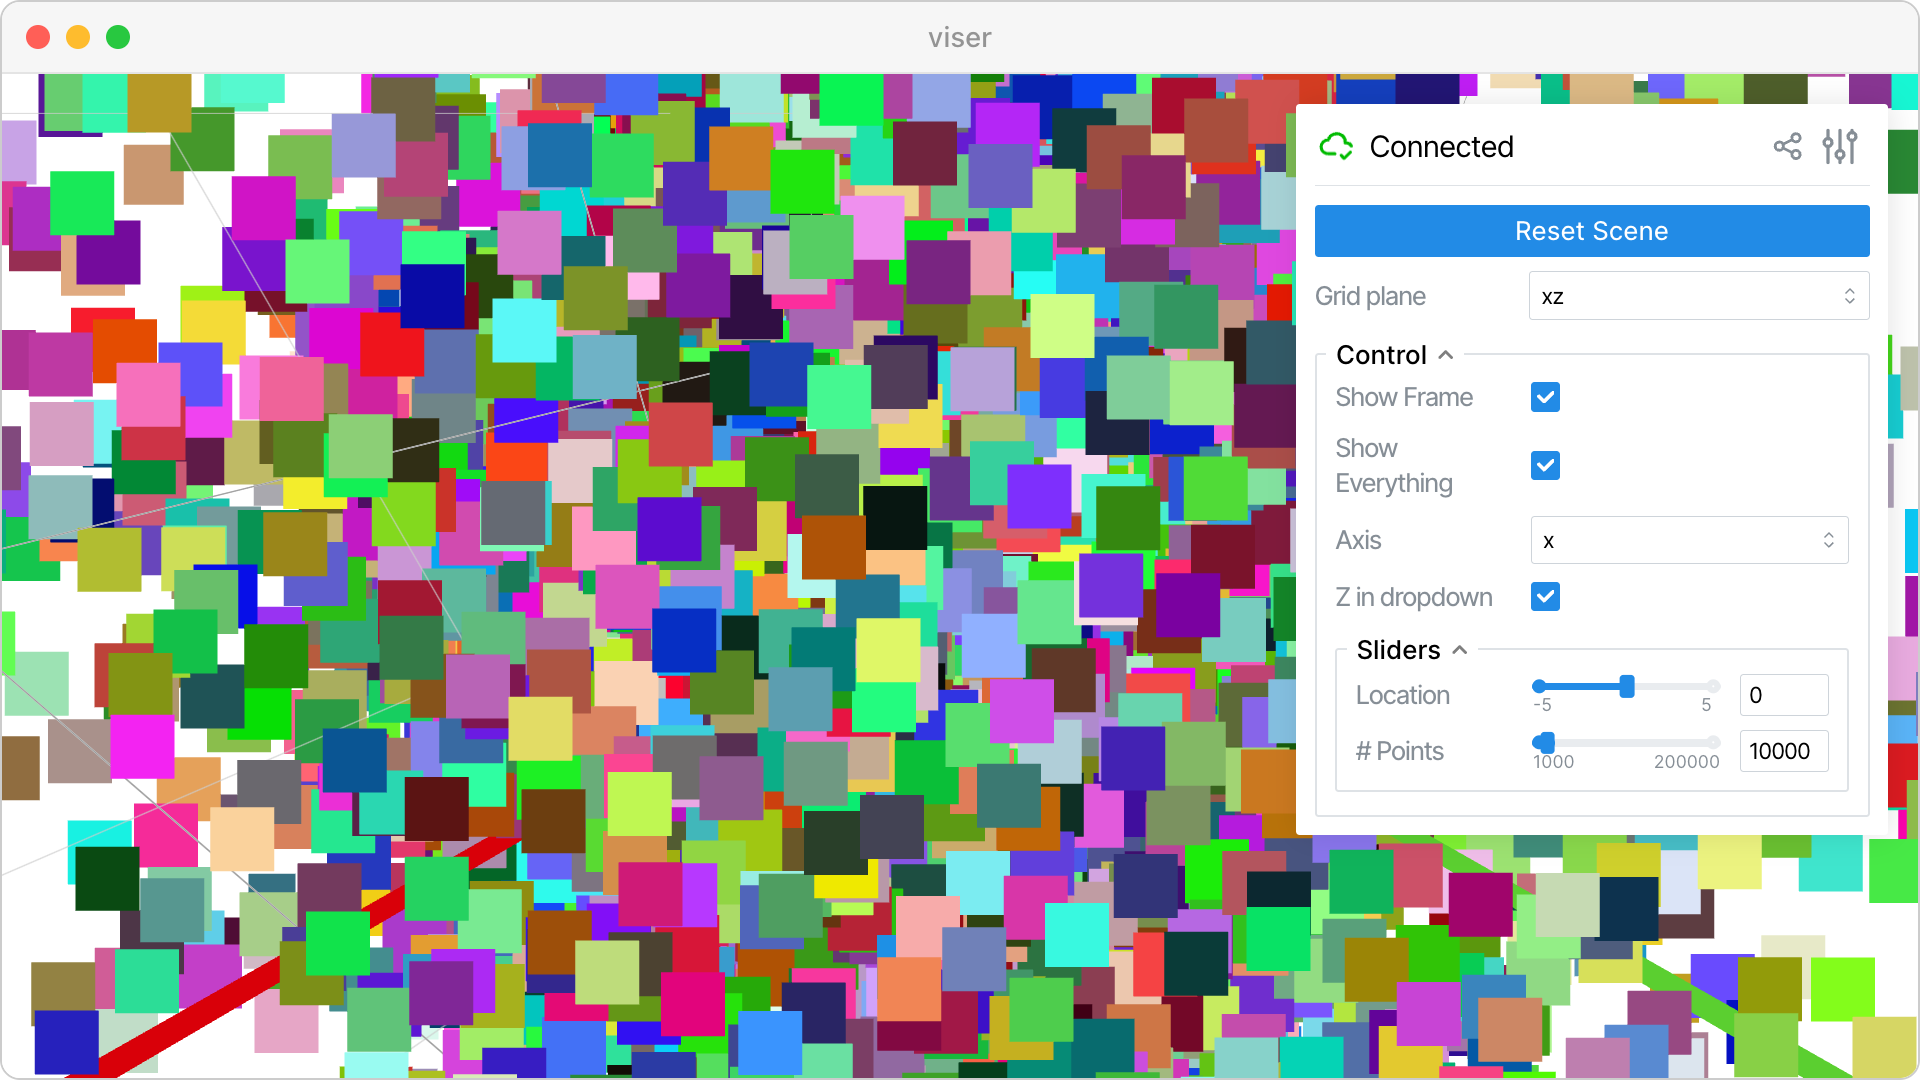 viser
Connected
Reset Scene
Grid plane
xz
Control
Show Frame
Show
Everything
Axis
x
Z in dropdown
Sliders
Location
-5
5
0
# Points
1000
200000
10000